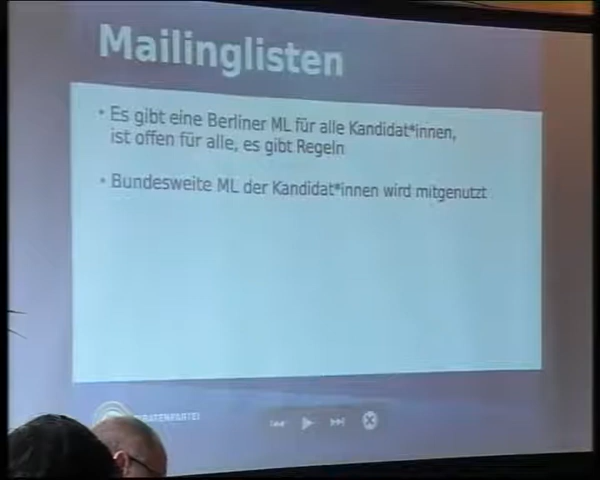 Mailinglisten
• Es gibt eine Berliner ML für alle Kandidat*innen,
ist offen für alle, es gibt Regeln
• Bundesweite ML der Kandidat*innen wird mitgenutzt
PIRATENPARTEI